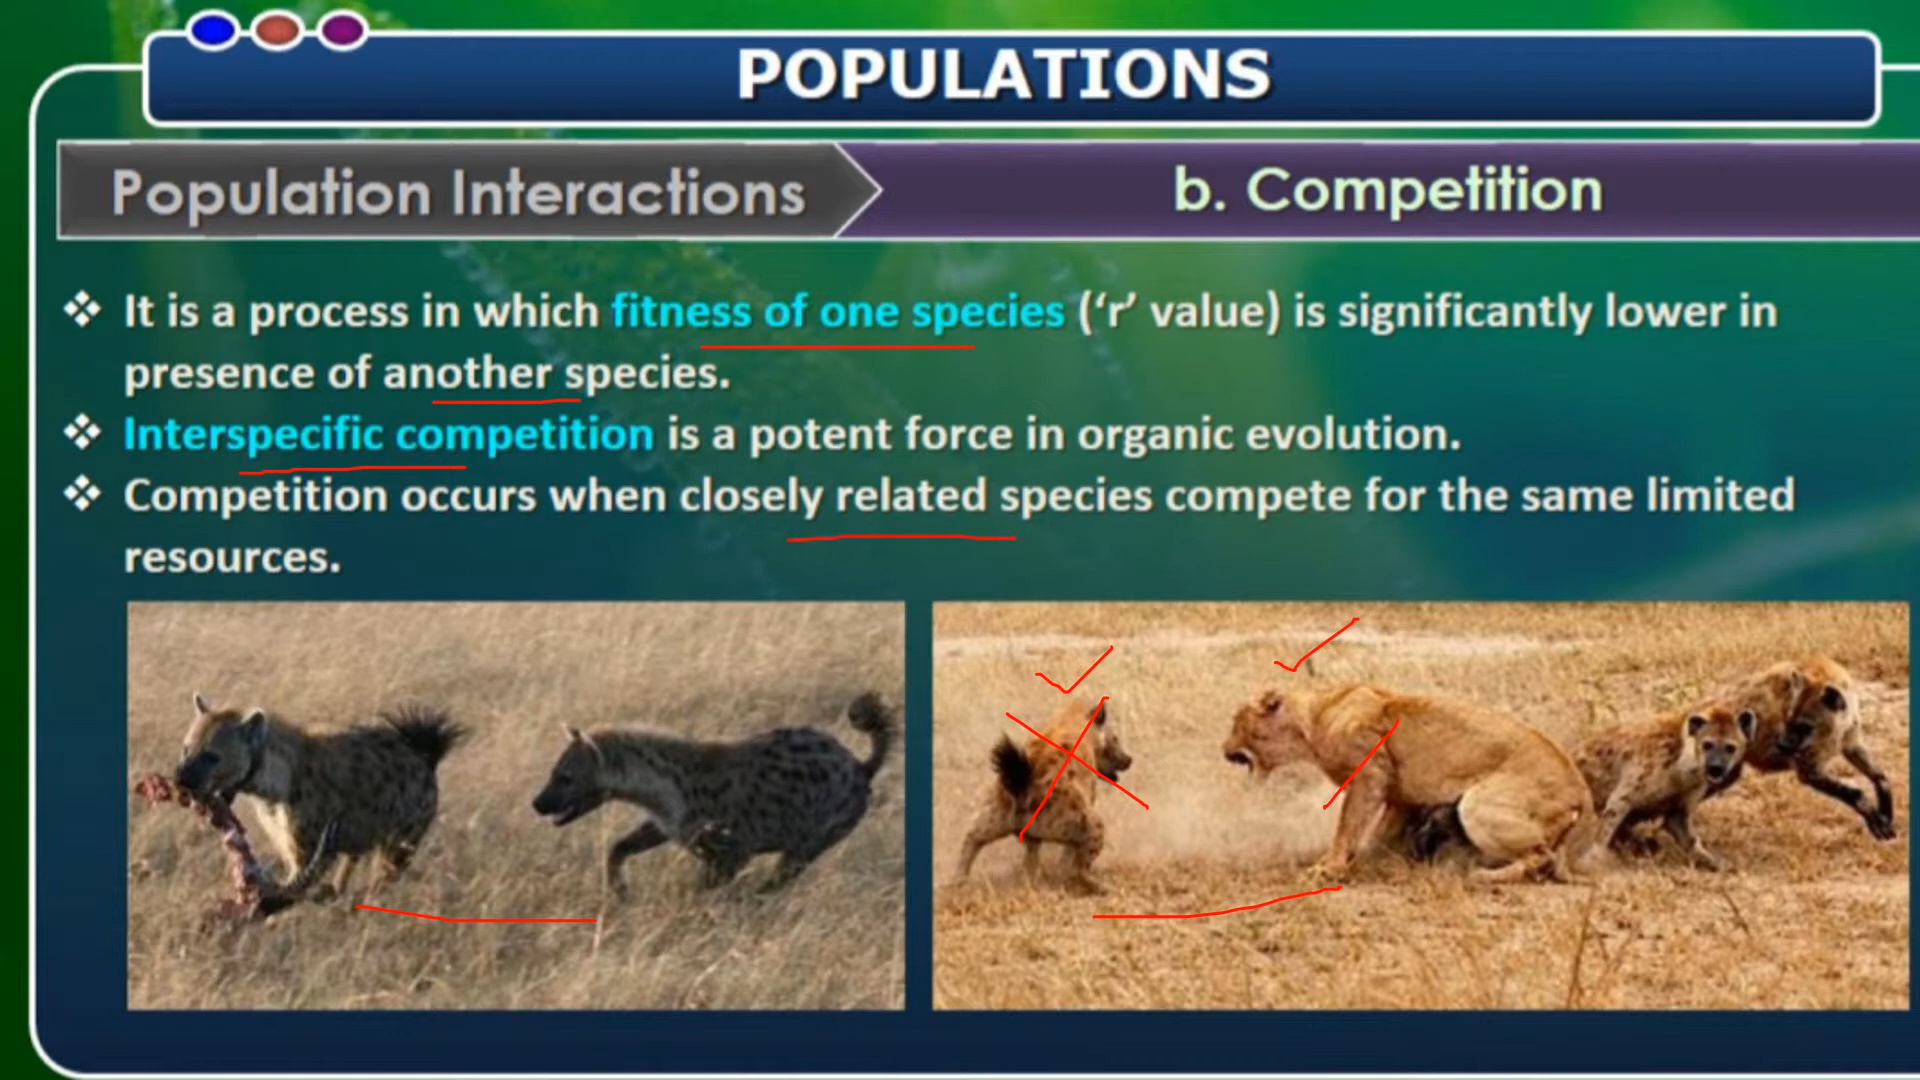 POPULATIONS
Population Interactions
b. Competition
❖ It is a process in which fitness of one species (‘r’ value) is significantly lower in
presence of another species.
❖ Interspecific competition is a potent force in organic evolution.
❖ Competition occurs when closely related species compete for the same limited
resources.